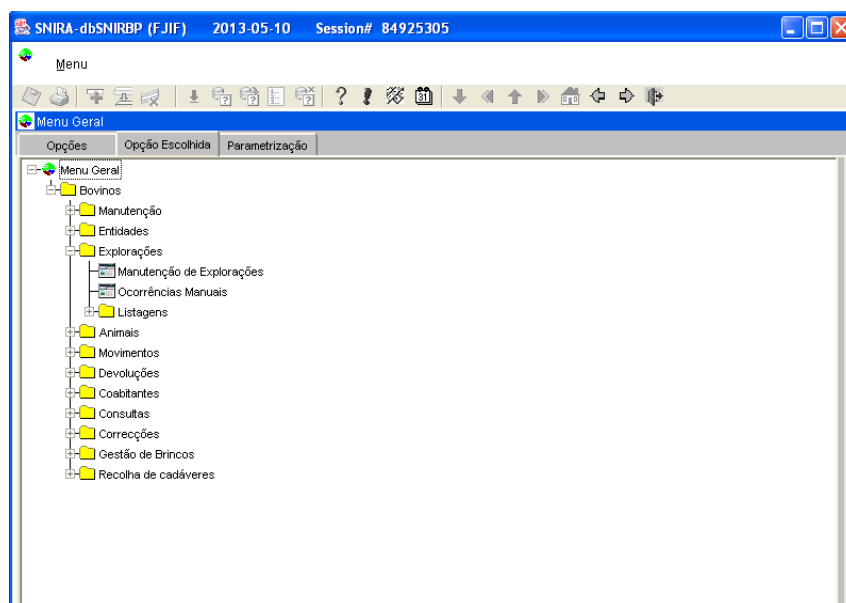 SNIRA-dbSNIRBP (FJIF) 2013-05-10 Session# 84925305
Menu
31
Menu Geral
Opções Opção Escolhida Parametrização
Menu Geral
Bovinos
Manutenção
Entidades
Explorações
Manutenção de Explorações
Ocorrências Manuais
Listagens
Animais
Movimentos
Devoluções
Coabitantes
Consultas
Correcções
Gestão de Brincos
Recolha de cadáveres